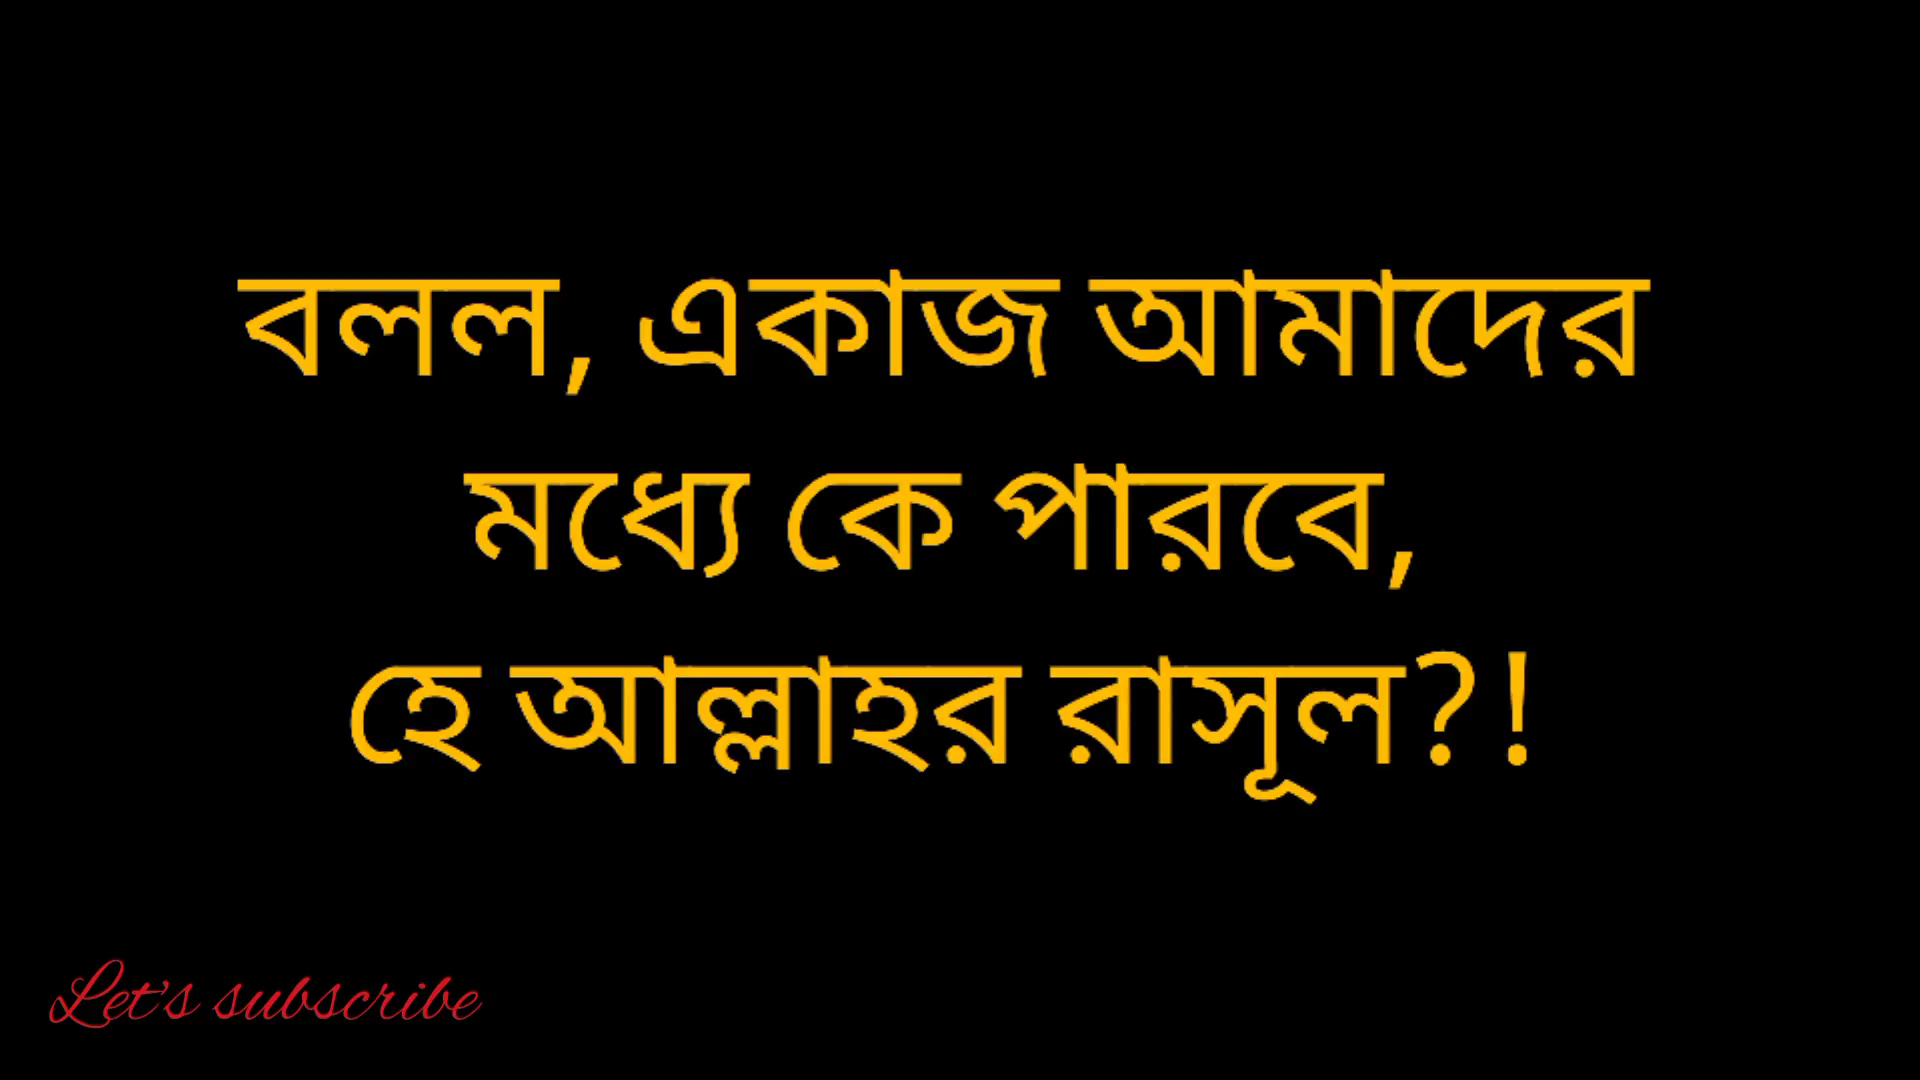 বলল, একাজ আমাদের
মধ্যে কে পারবে,
হে আল্লাহর রাসূল?!
Let's subscribe